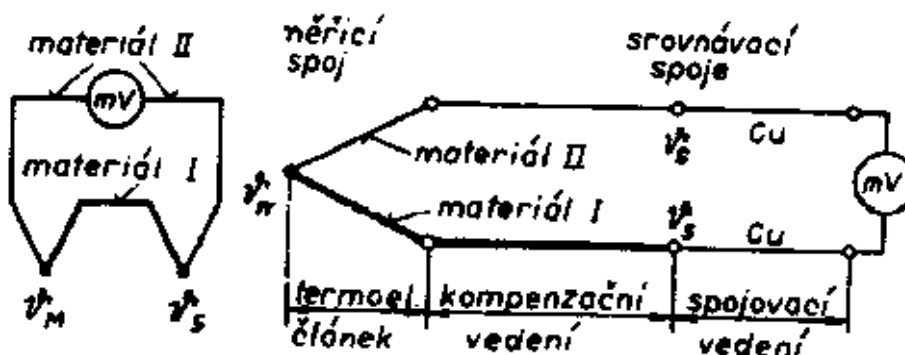 materiál II
mV
materiál I
ϑM
ϑS
měřicí
spoj
srovnávací
spoje
Cu
ϑS
materiál II
mV
ϑM
materiál I
ϑS
Cu
termoel.
článek
kompenzační
vedení
spojovací
vedení